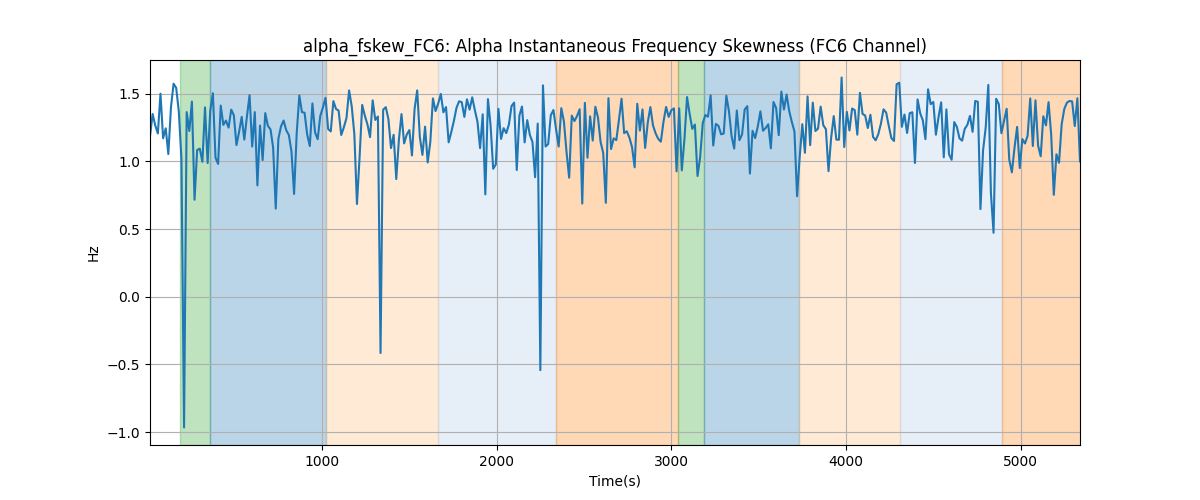 alpha_fskew_FC6: Alpha Instantaneous Frequency Skewness (FC6 Channel)
1.5
1.0
0.5
0.0
−0.5
−1.0
Hz
1000 2000 3000 4000 5000
Time(s)